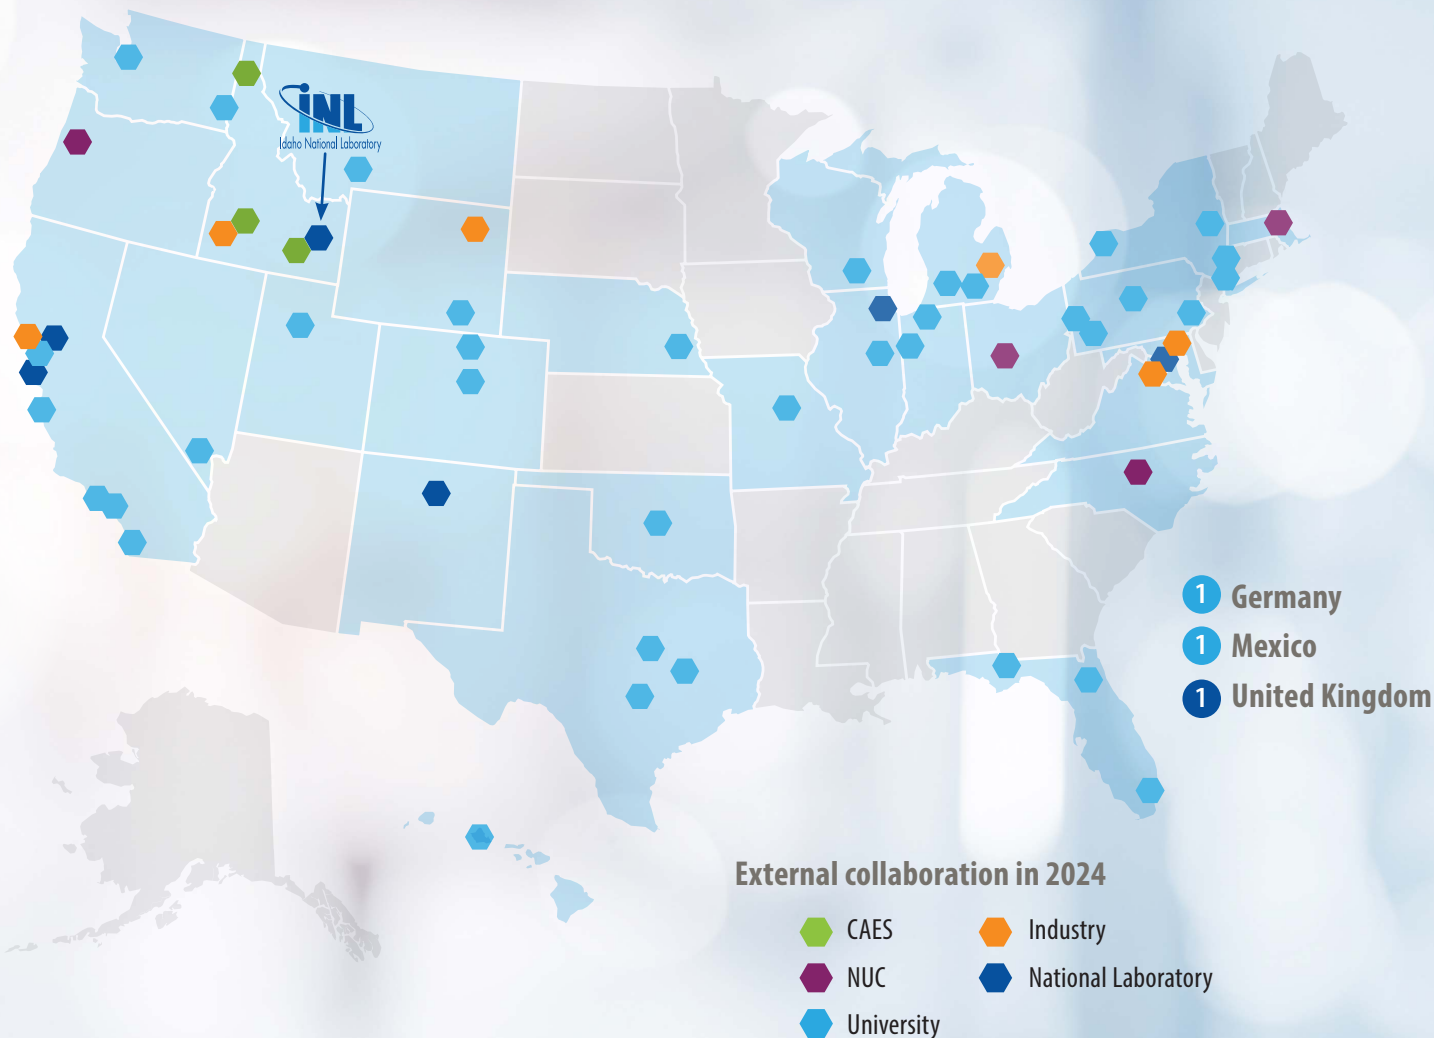 INL
Idaho National Laboratory
1 Germany
1 Mexico
1 United Kingdom
External collaboration in 2024
CAES
Industry
NUC
National Laboratory
University